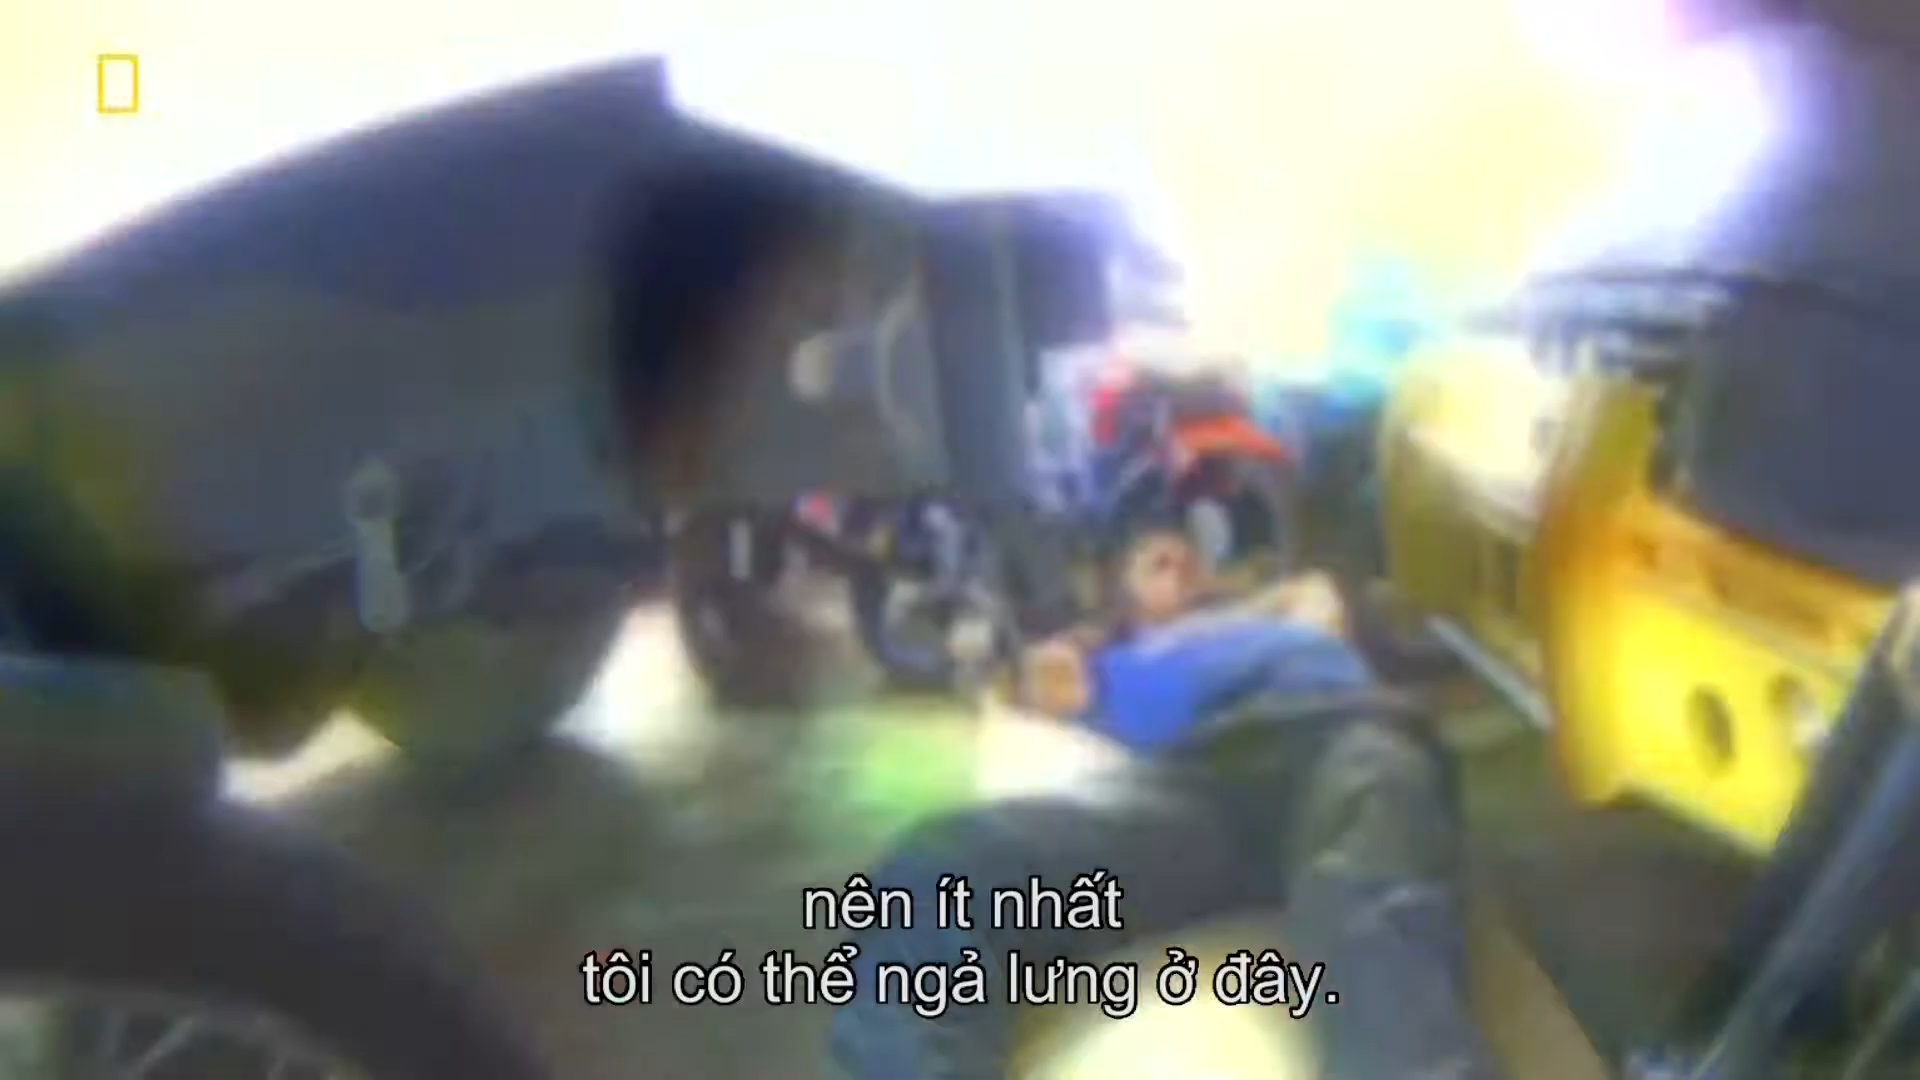 nên ít nhất
tôi có thể ngả lưng ở đây.